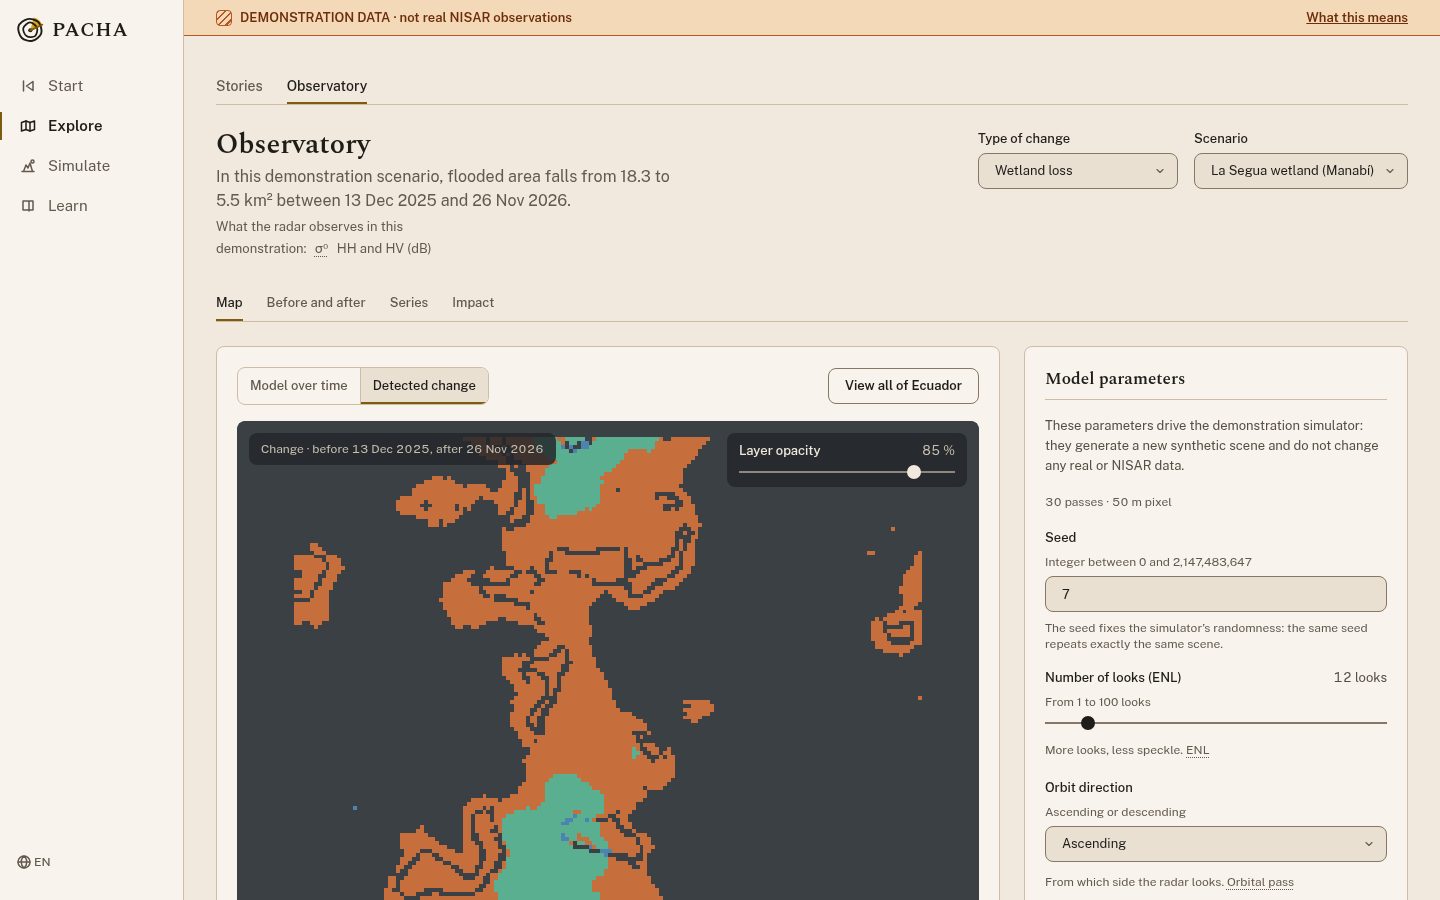 PACHA
Start
Explore
Simulate
Learn
EN
DEMONSTRATION DATA · not real NISAR observations
What this means
Stories
Observatory
Observatory
In this demonstration scenario, flooded area falls from 18.3 to
5.5 km² between 13 Dec 2025 and 26 Nov 2026.
What the radar observes in this
demonstration: σ⁰ HH and HV (dB)
Type of change
Wetland loss
Scenario
La Segua wetland (Manabí)
Map
Before and after
Series
Impact
Model over time
Detected change
View all of Ecuador
Change · before 13 Dec 2025, after 26 Nov 2026
Layer opacity
85 %
Model parameters
These parameters drive the demonstration simulator:
they generate a new synthetic scene and do not change
any real or NISAR data.
30 passes · 50 m pixel
Seed
Integer between 0 and 2,147,483,647
7
The seed fixes the simulator's randomness: the same seed
repeats exactly the same scene.
Number of looks (ENL)
12 looks
From 1 to 100 looks
More looks, less speckle. ENL
Orbit direction
Ascending or descending
Ascending
From which side the radar looks. Orbital pass